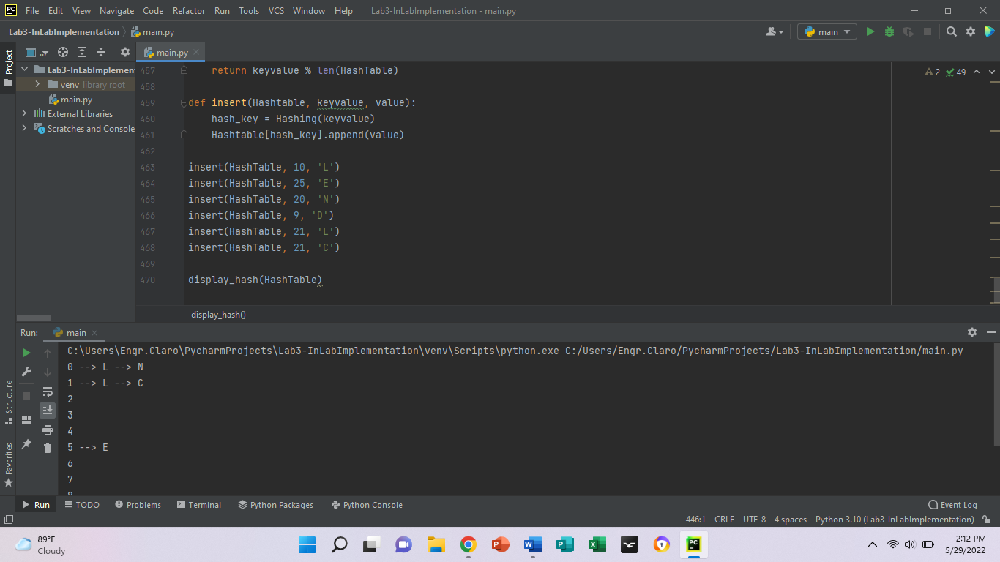 File Edit View Navigate Code Refactor Run Tools VCS Window Help Lab3-InLabImplementation - main.py
Lab3-InLabImplementation main.py main
Project
main.py
Lab3-InLabImplement
venv library root
main.py
External Libraries
Scratches and Console
2 49
457 return keyvalue % len(HashTable)
458
459 def insert(Hashtable, keyvalue, value):
460 hash_key = Hashing(keyvalue)
461 Hashtable[hash_key].append(value)
462
463 insert(HashTable, 10, 'L')
464 insert(HashTable, 25, 'E')
465 insert(HashTable, 20, 'N')
466 insert(HashTable, 9, 'D')
467 insert(HashTable, 21, 'L')
468 insert(HashTable, 21, 'C')
469
470 display_hash(HashTable)
display_hash()
Run: main
C:\Users\Engr.Claro\PycharmProjects\Lab3-InLabImplementation\venv\Scripts\python.exe C:/Users/Engr.Claro/PycharmProjects/Lab3-InLabImplementation/main.py
0 --> L --> N
1 --> L --> C
2
3
4
5 --> E
6
7
8
Structure
Favorites
Run TODO Problems Terminal Python Packages Python Console Event Log
446:1 CRLF UTF-8 4 spaces Python 3.10 (Lab3-InLabImplementation)
89°F
Cloudy
2:12 PM
5/29/2022